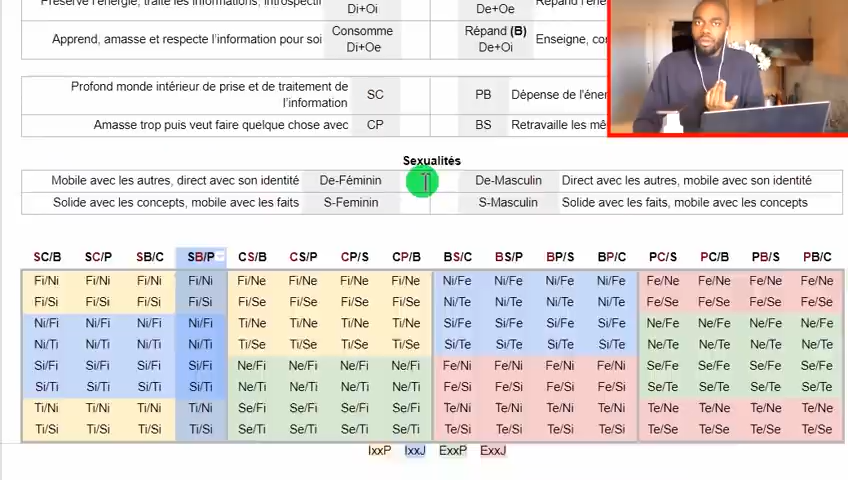 Préserve l'énergie, traite les informations, introspectif Di+Oi De+Oe Répand l'éner
Apprend, amasse et respecte l'information pour soi Consomme Di+Oe Répand (B) De+Oi Enseigne, co
Profond monde intérieur de prise et de traitement de l'information SC PB Dépense de l'éner
Amasse trop puis veut faire quelque chose avec CP BS Retravaille les mê
Sexualités
Mobile avec les autres, direct avec son identité De-Féminin De-Masculin Direct avec les autres, mobile avec son identité
Solide avec les concepts, mobile avec les faits S-Feminin S-Masculin Solide avec les faits, mobile avec les concepts
SC/B SC/P SB/C SB/P CS/B CS/P CP/S CP/B BS/C BS/P BP/S BP/C PC/S PC/B PB/S PB/C
Fi/Ni Fi/Ni Fi/Ni Fi/Ni Fi/Ne Fi/Ne Fi/Ne Fi/Ne Ni/Fe Ni/Fe Ni/Fe Ni/Fe Fe/Ne Fe/Ne Fe/Ne Fe/Ne
Fi/Si Fi/Si Fi/Si Fi/Si Fi/Se Fi/Se Fi/Se Fi/Se Ni/Te Ni/Te Ni/Te Ni/Te Fe/Se Fe/Se Fe/Se Fe/Se
Ni/Fi Ni/Fi Ni/Fi Ni/Fi Ti/Ne Ti/Ne Ti/Ne Ti/Ne Si/Fe Si/Fe Si/Fe Si/Fe Ne/Fe Ne/Fe Ne/Fe Ne/Fe
Ni/Ti Ni/Ti Ni/Ti Ni/Ti Ti/Se Ti/Se Ti/Se Ti/Se Si/Te Si/Te Si/Te Si/Te Ne/Te Ne/Te Ne/Te Ne/Te
Si/Fi Si/Fi Si/Fi Si/Fi Ne/Fi Ne/Fi Ne/Fi Ne/Fi Fe/Ni Fe/Ni Fe/Ni Fe/Ni Se/Fe Se/Fe Se/Fe Se/Fe
Si/Ti Si/Ti Si/Ti Si/Ti Ne/Ti Ne/Ti Ne/Ti Ne/Ti Fe/Si Fe/Si Fe/Si Fe/Si Se/Te Se/Te Se/Te Se/Te
Ti/Ni Ti/Ni Ti/Ni Ti/Ni Se/Fi Se/Fi Se/Fi Se/Fi Te/Ni Te/Ni Te/Ni Te/Ni Te/Ne Te/Ne Te/Ne Te/Ne
Ti/Si Ti/Si Ti/Si Ti/Si Se/Ti Se/Ti Se/Ti Se/Ti Te/Si Te/Si Te/Si Te/Si Te/Se Te/Se Te/Se Te/Se
IxxP IxxJ ExxP ExxJ